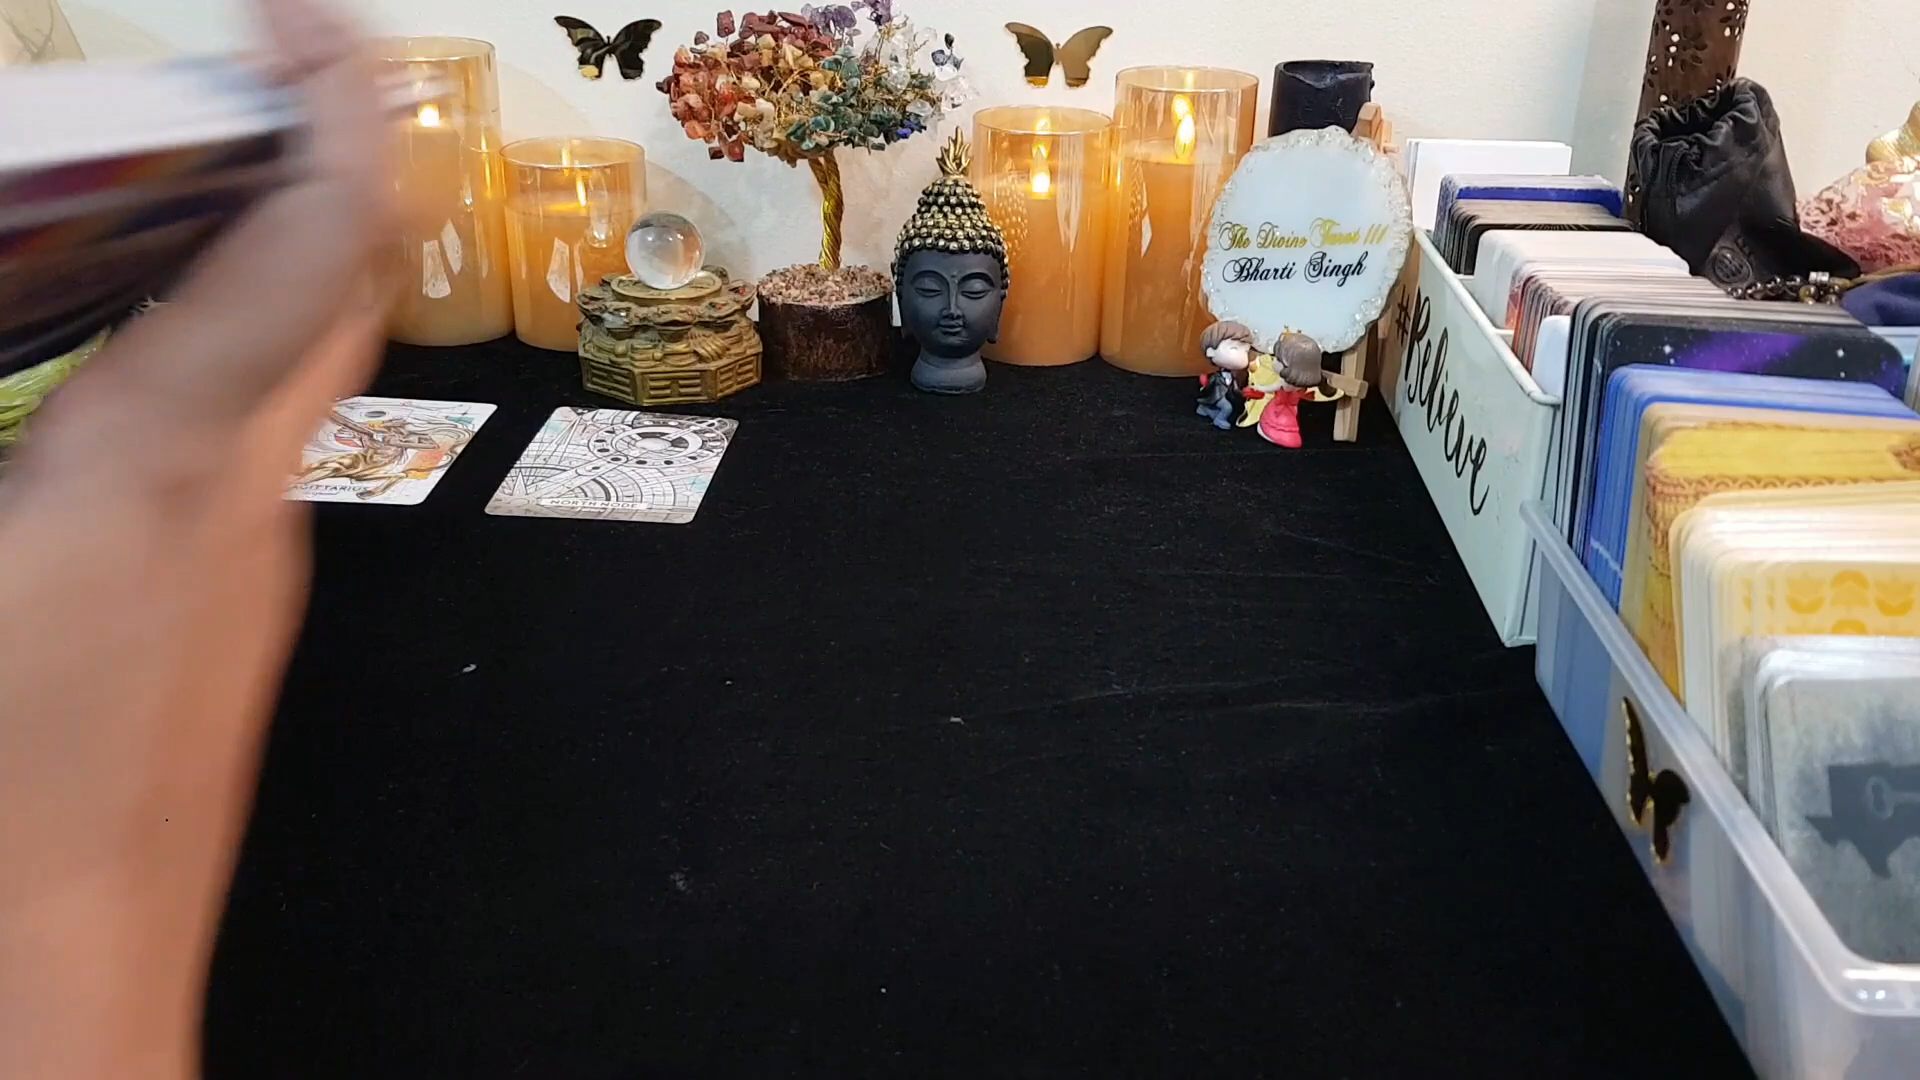 The Divine Tarot 111
Bharti Singh
#Believe
SAGITTARIUS
NORTH NODE